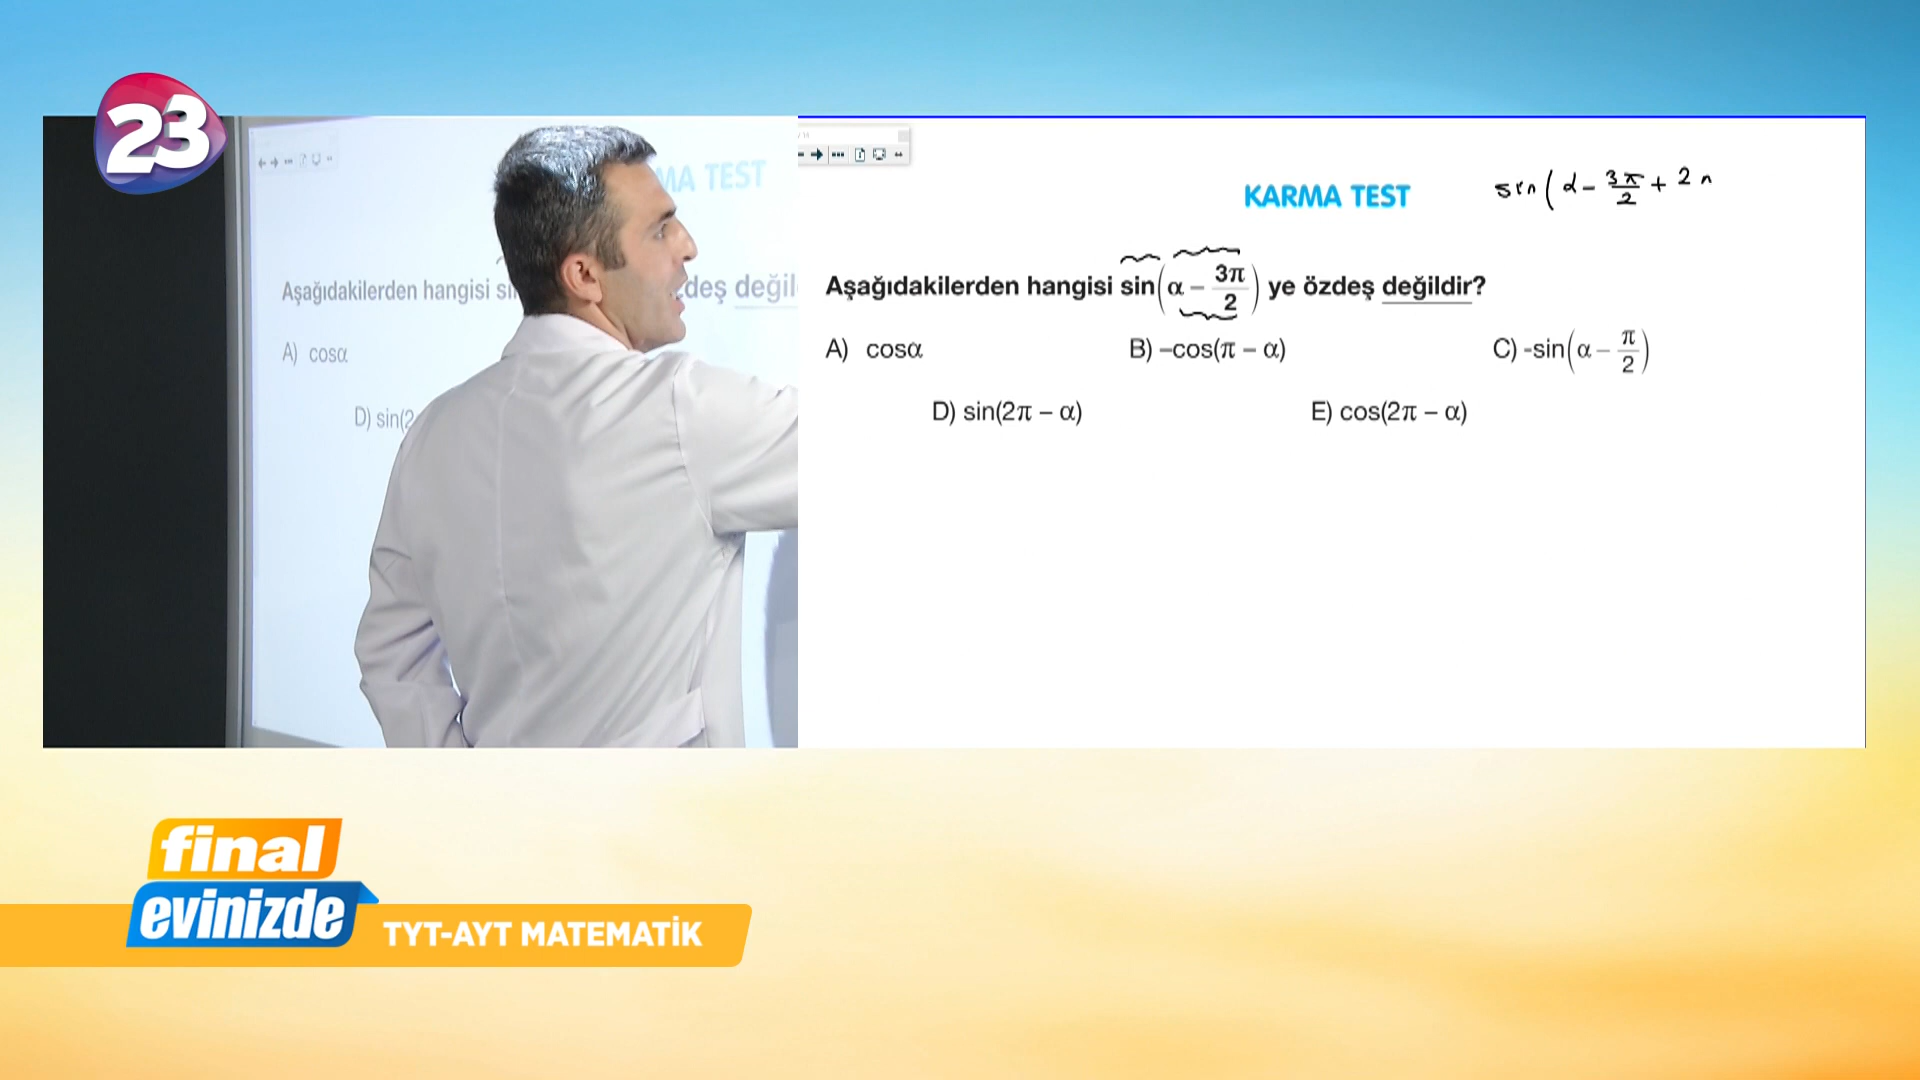 23
MA TEST
Aşağıdakilerden hangisi sin deş değil
A) cosα
D) sin(2
KARMA TEST
sin(α - 3π/2 + 2π
Aşağıdakilerden hangisi sin(α – 3π/2) ye özdeş değildir?
A) cosα B) –cos(π – α) C) -sin(α – π/2)
D) sin(2π – α) E) cos(2π – α)
final
evinizde
TYT-AYT MATEMATİK